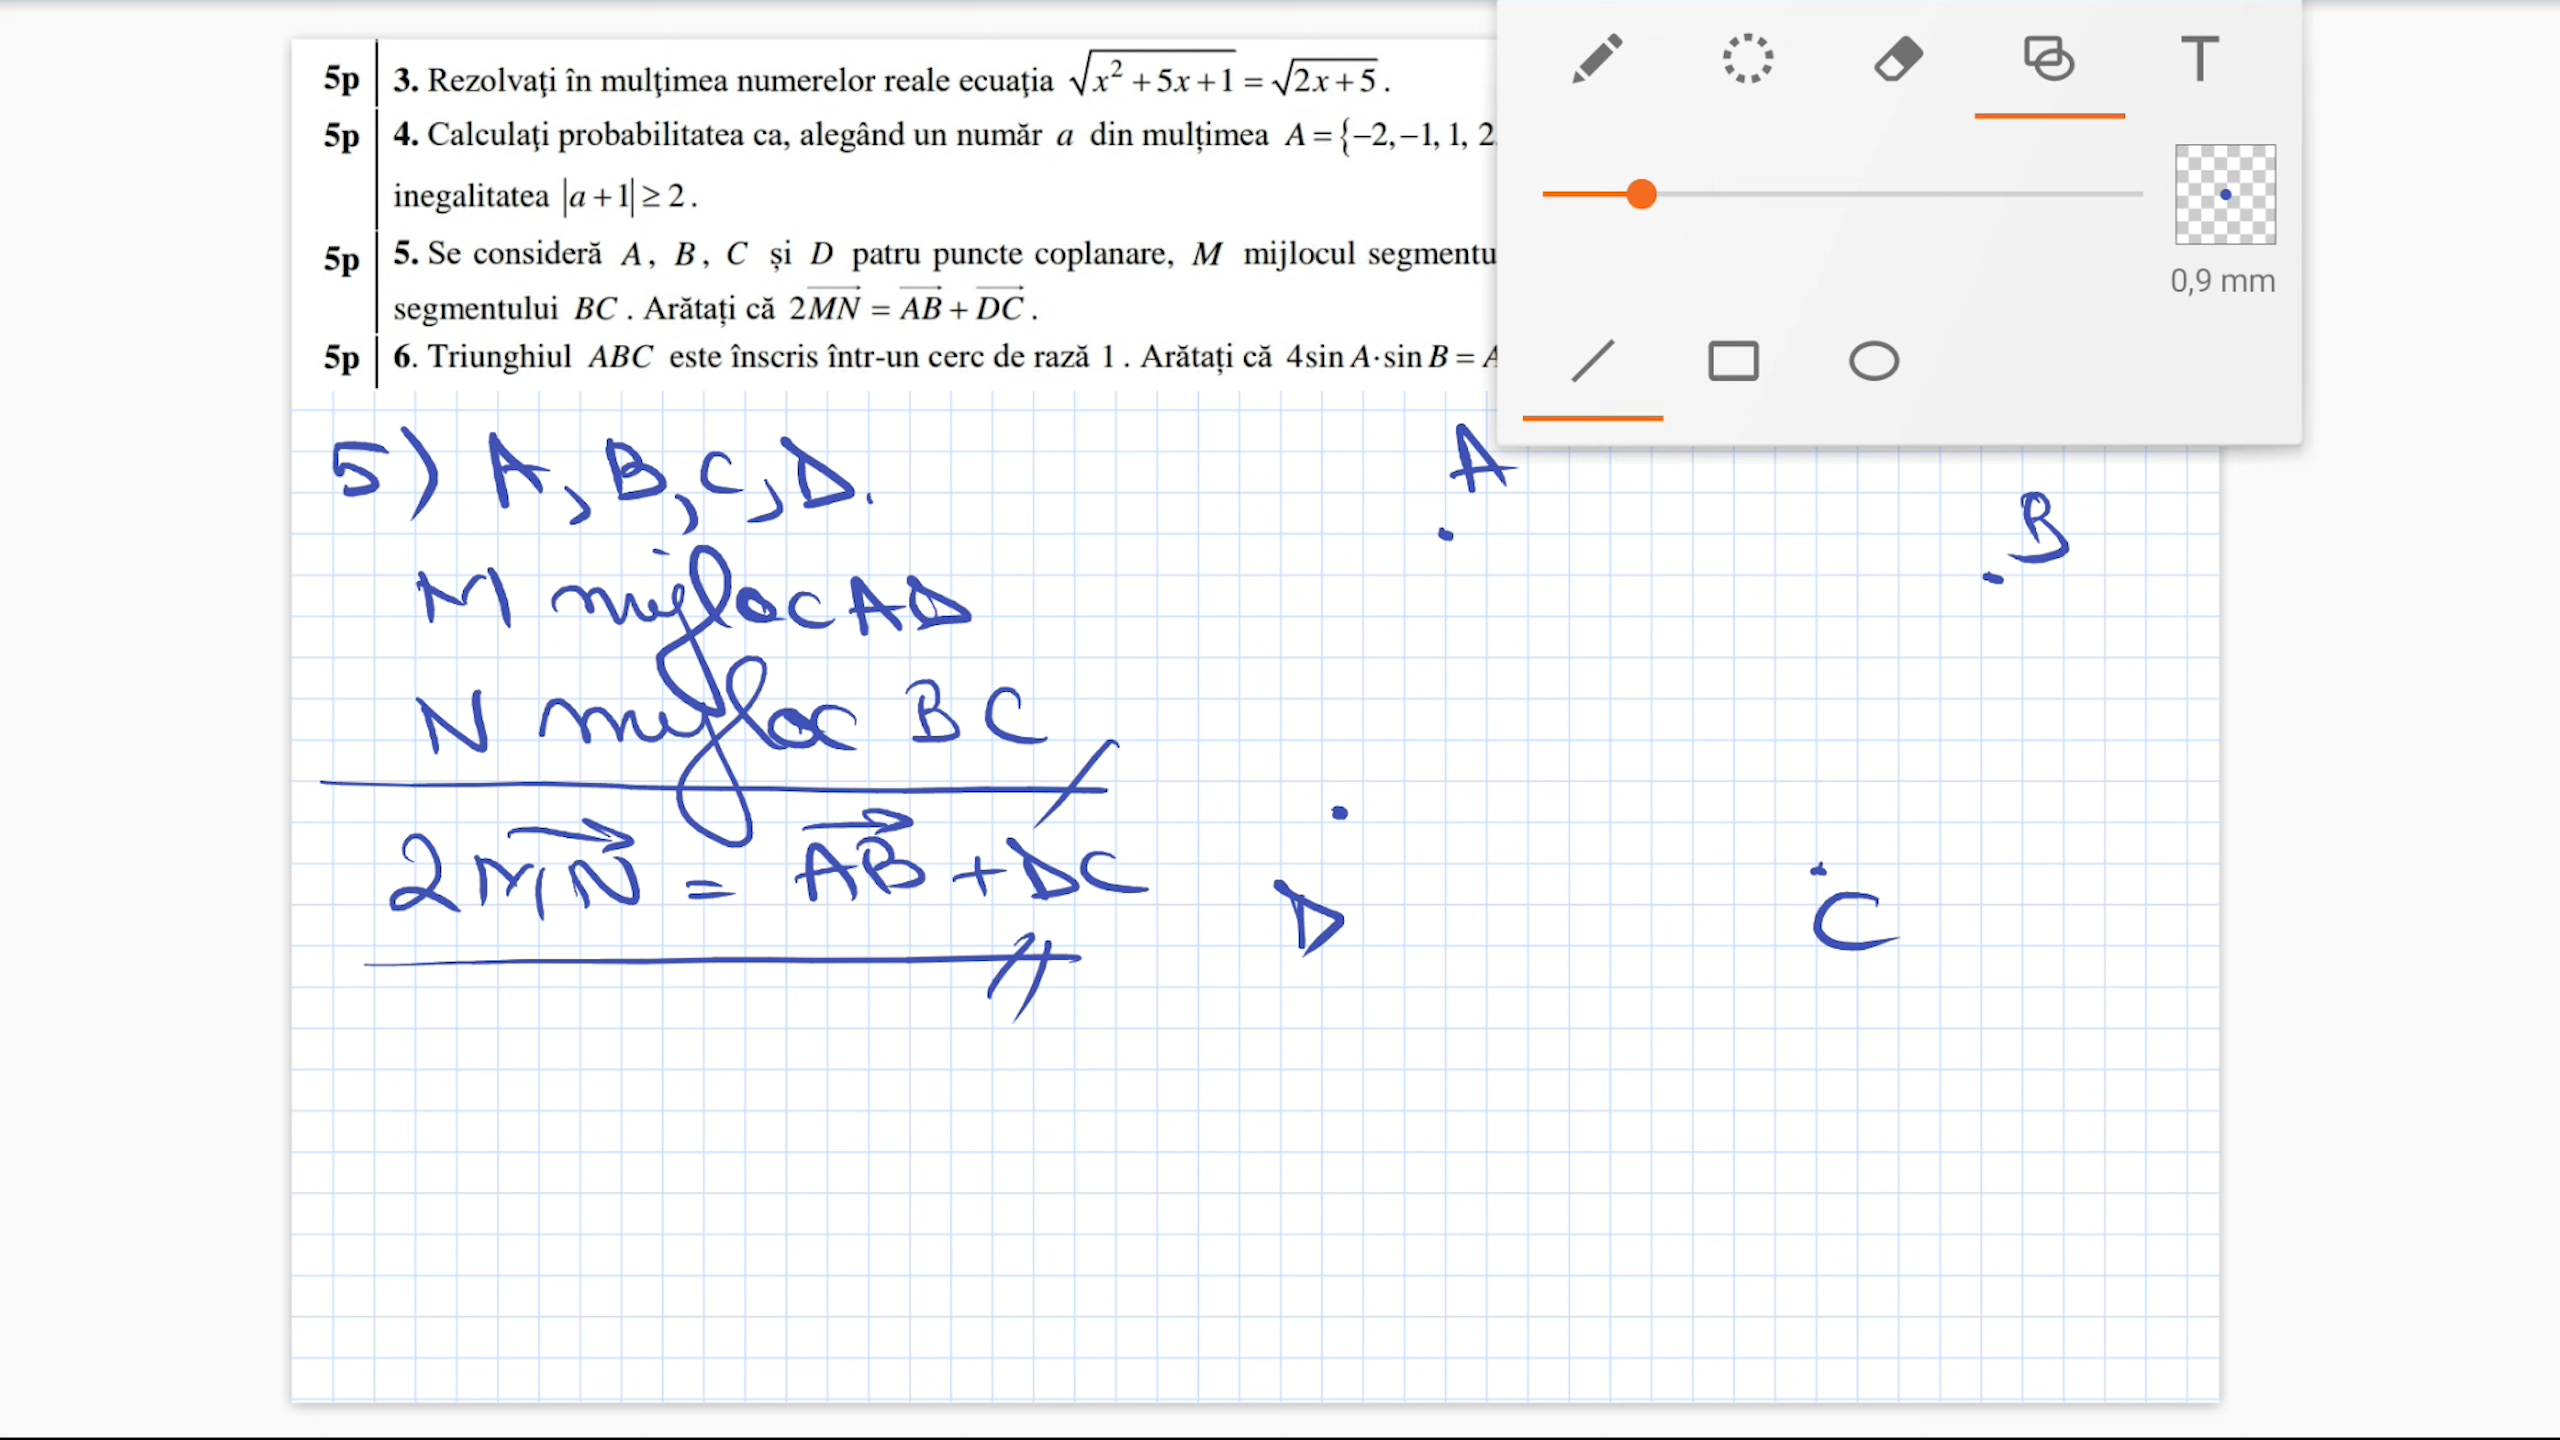 5p 3. Rezolvați în mulțimea numerelor reale ecuația √(x² + 5x + 1) = √(2x + 5).
5p 4. Calculați probabilitatea ca, alegând un număr a din mulțimea A = {−2, −1, 1, 2
inegalitatea |a + 1| ≥ 2.
5p 5. Se consideră A, B, C și D patru puncte coplanare, M mijlocul segmentu
segmentului BC. Arătați că 2MN = AB + DC.
5p 6. Triunghiul ABC este înscris într-un cerc de rază 1. Arătați că 4sin A·sin B = A
T
0,9 mm
5) A, B, C, D.
M mijloc AD
N mijloc BC
2MN = AB + DC
A
B
D
C